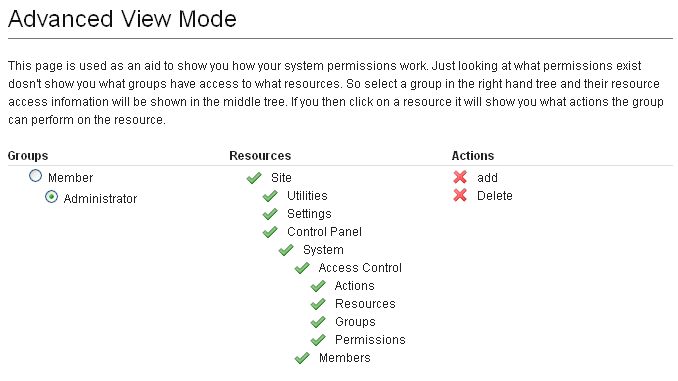 Advanced View Mode
This page is used as an aid to show you how your system permissions work. Just looking at what permissions exist
dosn't show you what groups have access to what resources. So select a group in the right hand tree and their resource
access infomation will be shown in the middle tree. If you then click on a resource it will show you what actions the group
can perform on the resource.
Groups Resources Actions
Member Site add
Administrator Utilities Delete
Settings
Control Panel
System
Access Control
Actions
Resources
Groups
Permissions
Members